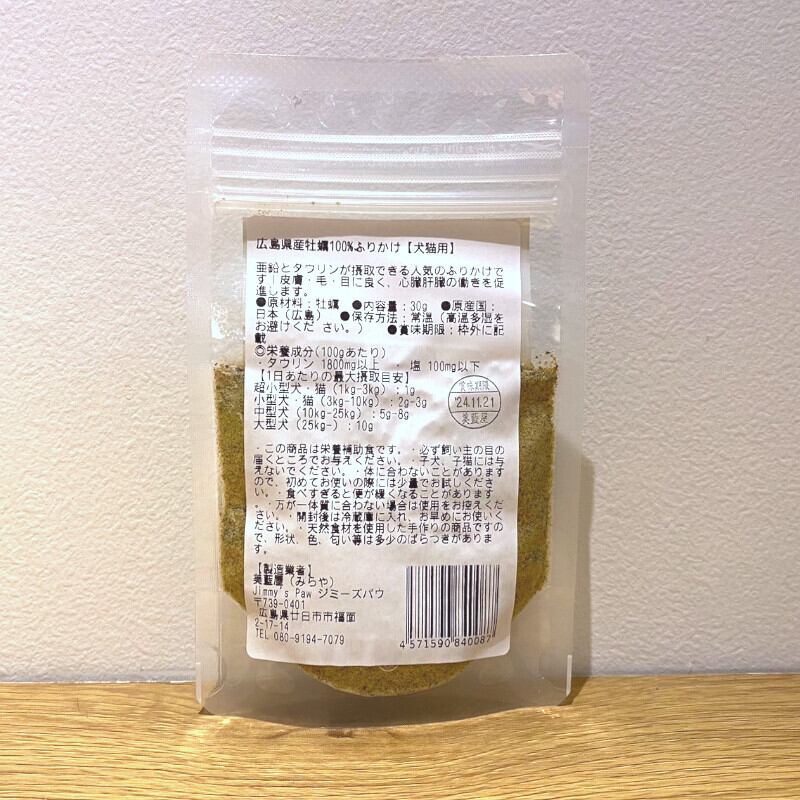 広島県産牡蠣100%ふりかけ【犬猫用】
亜鉛とタウリンが摂取できる人気のふりかけで
す！皮膚・毛・目に良く、心臓肝臓の働きを促
進します。
●原材料：牡蠣　●内容量：30g　●原産国：
日本（広島）　●保存方法：常温（高温多湿を
お避けくだ さい。）　●賞味期限：枠外に記
載
◎栄養成分(100gあたり)
・タウリン 1800mg以上　・ 塩 100mg以下
【1日あたりの最大摂取目安】
超小型犬・猫（1kg-3kg）：1g
小型犬・猫（3kg-10kg）：2g-3g
中型犬（10kg-25kg）：5g-8g
大型犬（25kg-）：10g
賞味期限
'24.11.21
美藍屋
・この商品は栄養補助食です。・必ず飼い主の目の
届くところでお与えください。・子犬、子猫には与
えないでください。・体に合わないことがあります
ので、初めてお使いの際には少量でお試しくださ
い。・食べすぎると便が緩くなることがあります
。・万が一体質に合わない場合は使用をお控えくだ
さい。・開封後は冷蔵庫に入れ、お早めにお使いく
ださい。・天然食材を使用した手作りの商品ですの
で、形状、色、匂い等は多少のばらつきがありま
す。
【製造業者】
美藍屋（みらや）
Jimmy's Paw ジミーズパウ
〒739-0401
広島県廿日市市福面
2-17-14
TEL 080-9194-7079
4 571590 840087